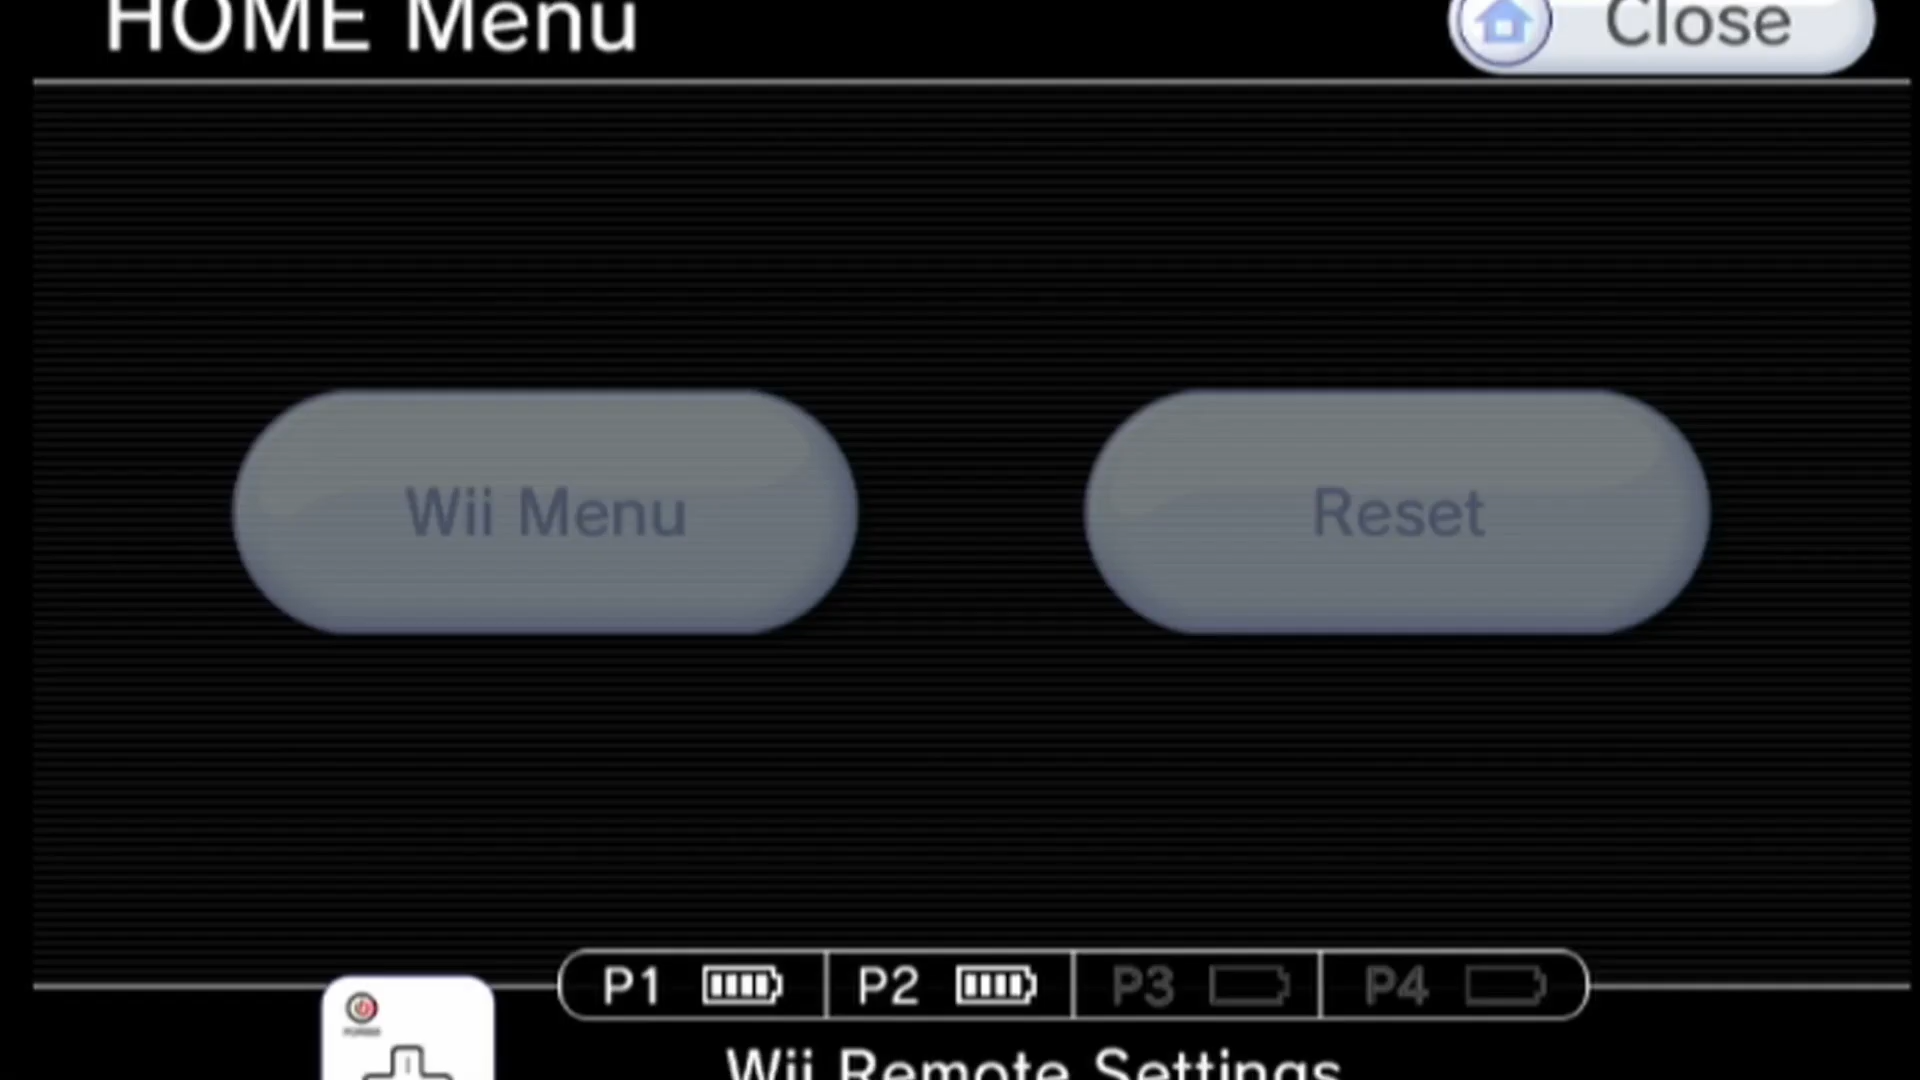 HOME Menu
Close
Wii Menu
Reset
P1
P2
P3
P4
Wii Remote Settings